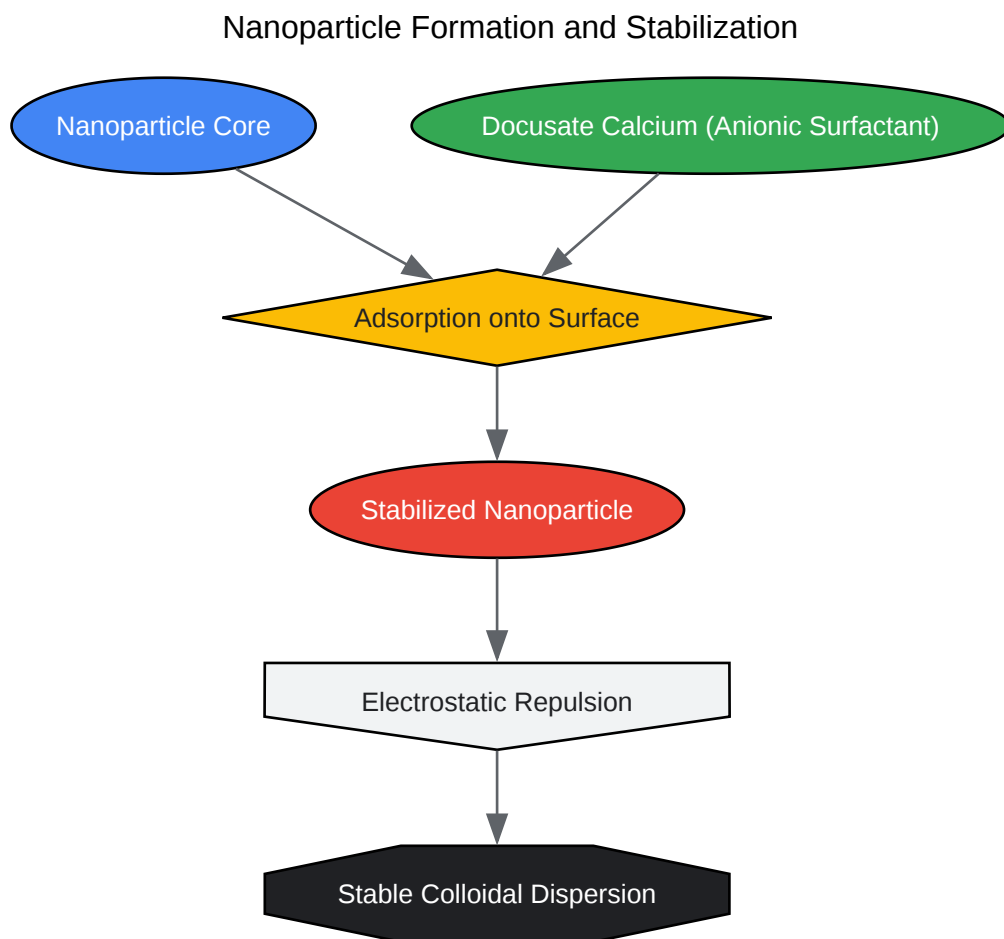 Nanoparticle Formation and Stabilization
Nanoparticle Core
Docusate Calcium (Anionic Surfactant)
Adsorption onto Surface
Stabilized Nanoparticle
Electrostatic Repulsion
Stable Colloidal Dispersion